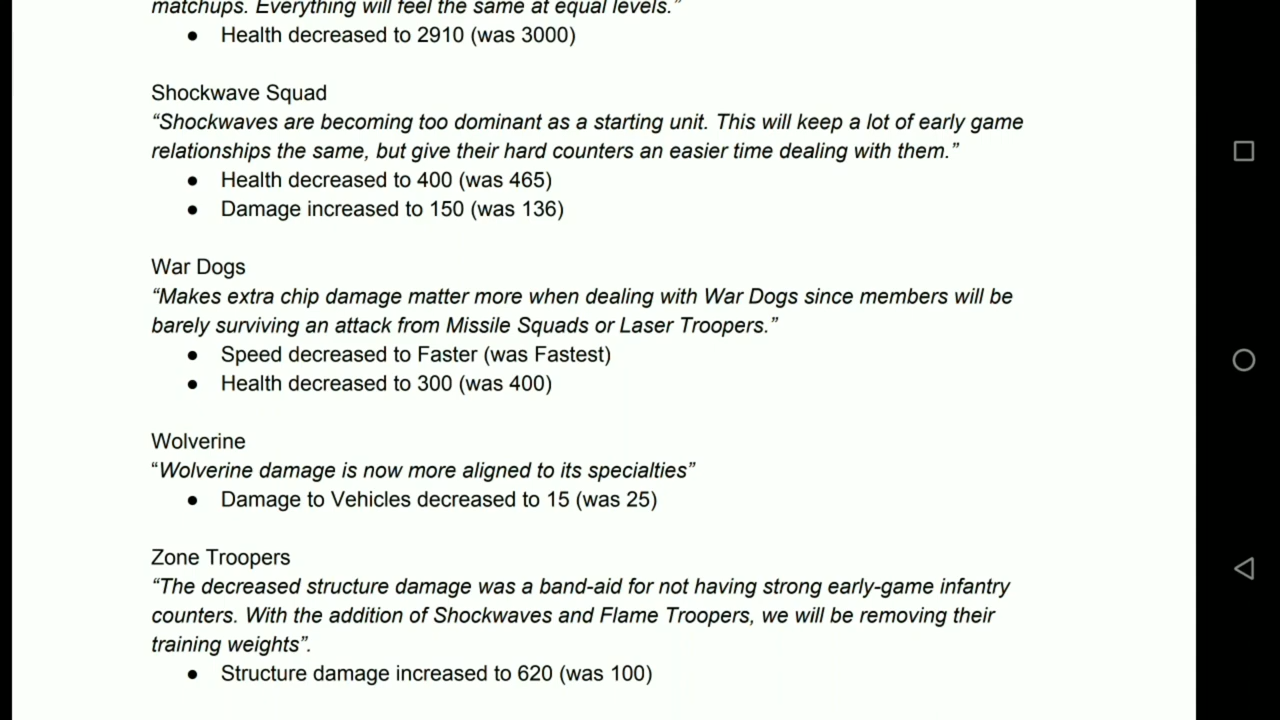 matchups. Everything will feel the same at equal levels.”
● Health decreased to 2910 (was 3000)
Shockwave Squad
“Shockwaves are becoming too dominant as a starting unit. This will keep a lot of early game
relationships the same, but give their hard counters an easier time dealing with them.”
● Health decreased to 400 (was 465)
● Damage increased to 150 (was 136)
War Dogs
“Makes extra chip damage matter more when dealing with War Dogs since members will be
barely surviving an attack from Missile Squads or Laser Troopers.”
● Speed decreased to Faster (was Fastest)
● Health decreased to 300 (was 400)
Wolverine
“Wolverine damage is now more aligned to its specialties”
● Damage to Vehicles decreased to 15 (was 25)
Zone Troopers
“The decreased structure damage was a band-aid for not having strong early-game infantry
counters. With the addition of Shockwaves and Flame Troopers, we will be removing their
training weights”.
● Structure damage increased to 620 (was 100)